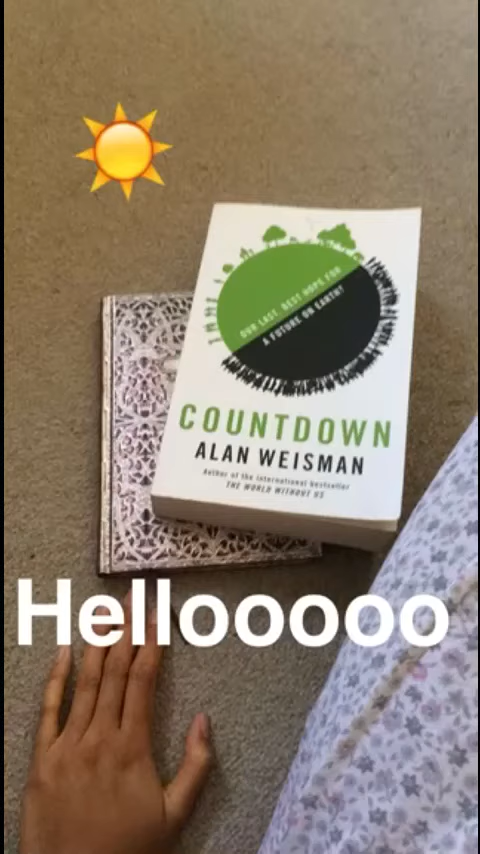 OUR LAST, BEST HOPE FOR
A FUTURE ON EARTH?
COUNTDOWN
ALAN WEISMAN
Author of the international bestseller
THE WORLD WITHOUT US
Hellooooo